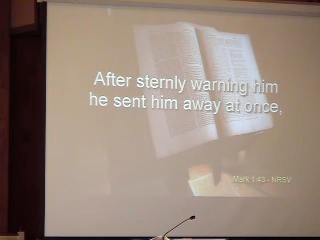 After sternly warning him
he sent him away at once,
Mark 1:43 - NRSV